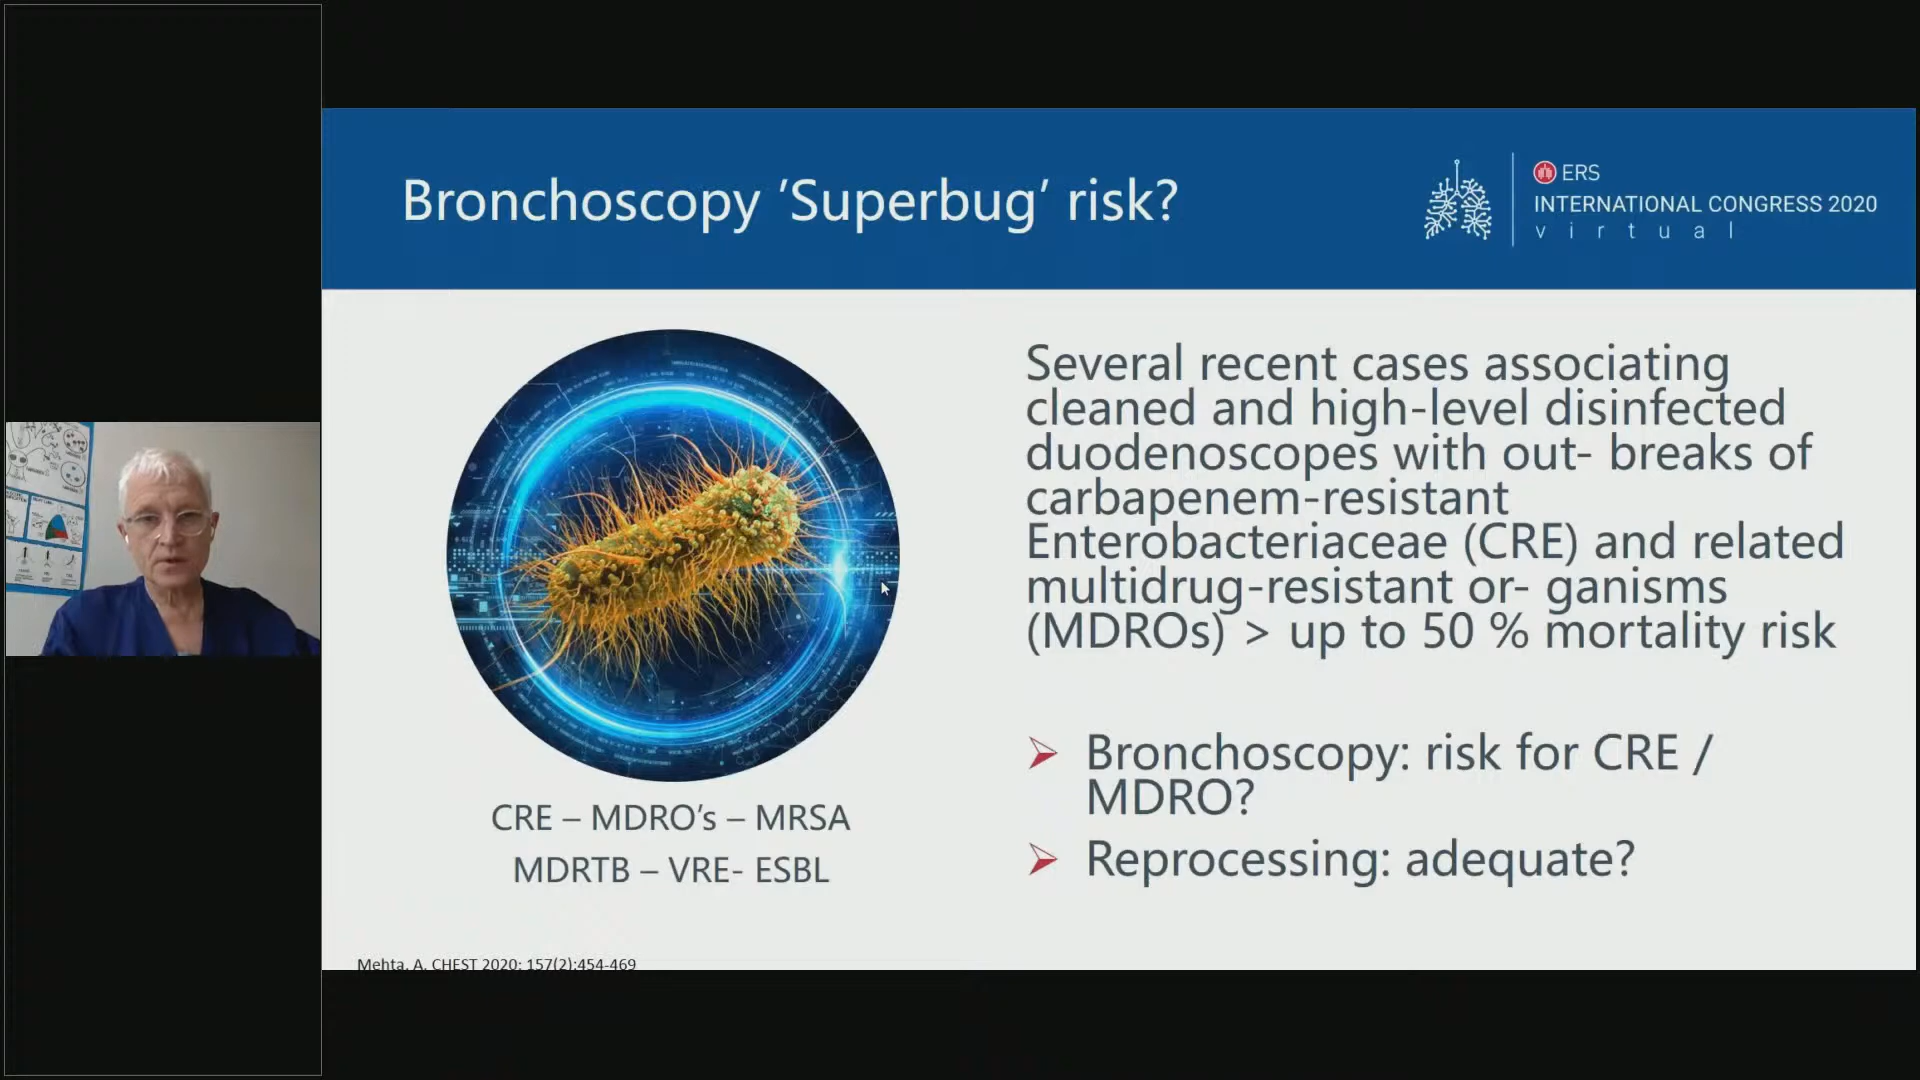 Bronchoscopy ’Superbug’ risk?
ERS
INTERNATIONAL CONGRESS 2020
virtual
Several recent cases associating
cleaned and high-level disinfected
duodenoscopes with out- breaks of
carbapenem-resistant
Enterobacteriaceae (CRE) and related
multidrug-resistant or- ganisms
(MDROs) > up to 50 % mortality risk
Bronchoscopy: risk for CRE /
MDRO?
Reprocessing: adequate?
CRE – MDRO’s – MRSA
MDRTB – VRE- ESBL
Mehta, A. CHEST 2020; 157(2):454-469